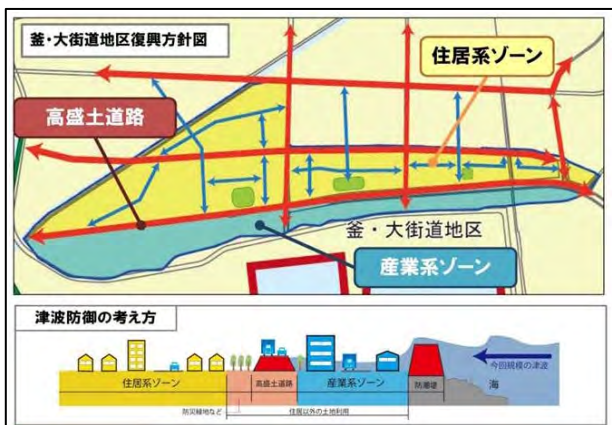 釜・大街道地区復興方針図
住居系ゾーン
高盛土道路
釜・大街道地区
産業系ゾーン
津波防御の考え方
今回規模の津波
住居系ゾーン
高盛土道路
産業系ゾーン
防潮堤
海
防災緑地など
住居以外の土地利用